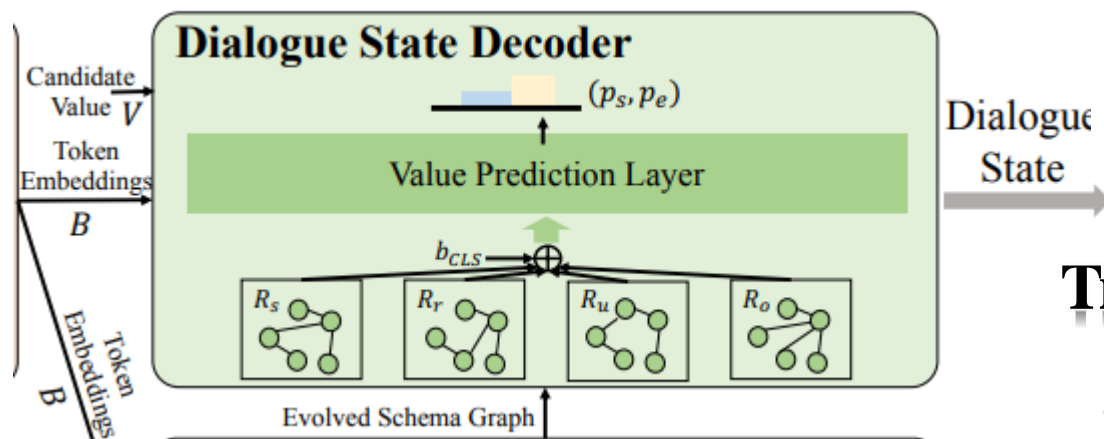 Dialogue State Decoder
Candidate
Value V
(p_s, p_e)
Token
Embeddings
B
Value Prediction Layer
Dialogue
State
b_CLS
R_s
R_r
R_u
R_o
Token
Embeddings
B
Evolved Schema Graph